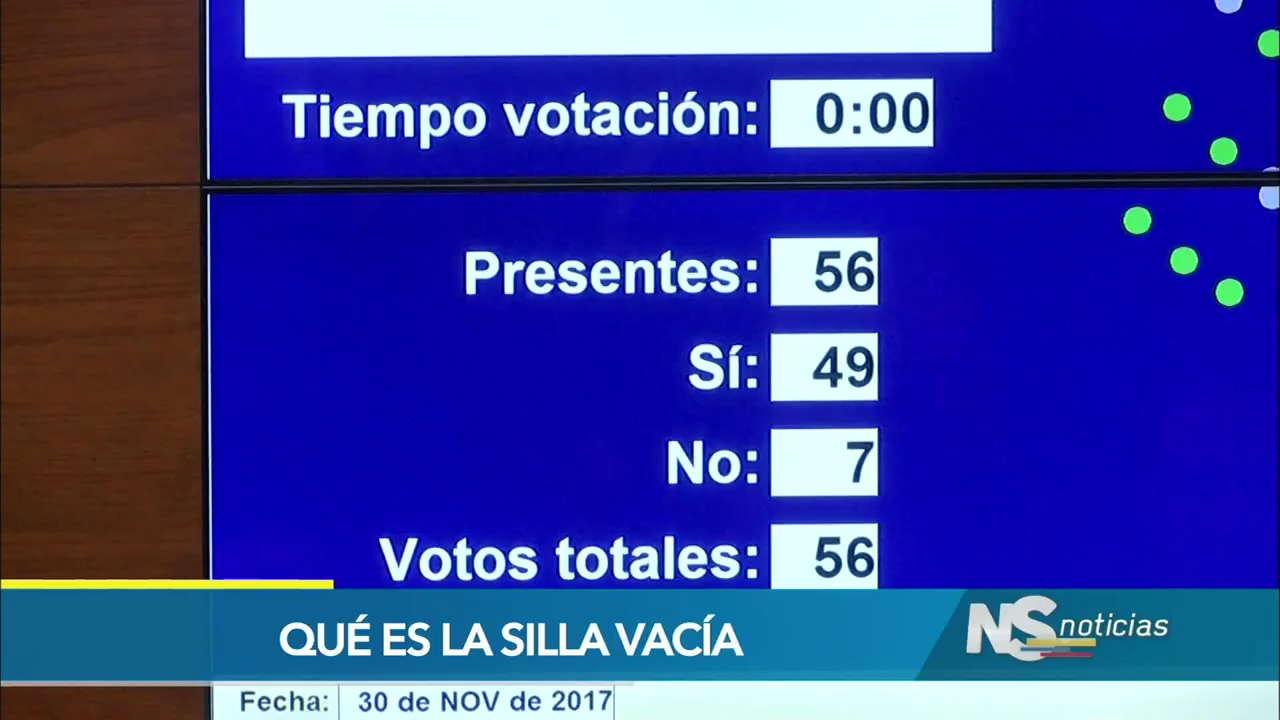 Tiempo votación: 0:00
Presentes: 56
Sí: 49
No: 7
Votos totales: 56
QUÉ ES LA SILLA VACÍA
NS noticias
Fecha: 30 de NOV de 2017